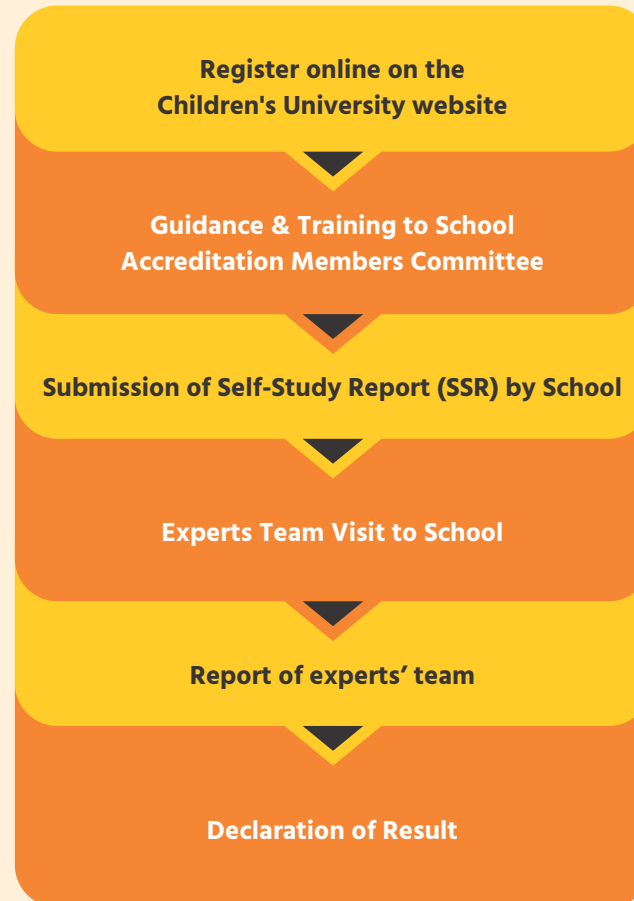 Register online on the
Children's University website
Guidance & Training to School
Accreditation Members Committee
Submission of Self-Study Report (SSR) by School
Experts Team Visit to School
Report of experts’ team
Declaration of Result